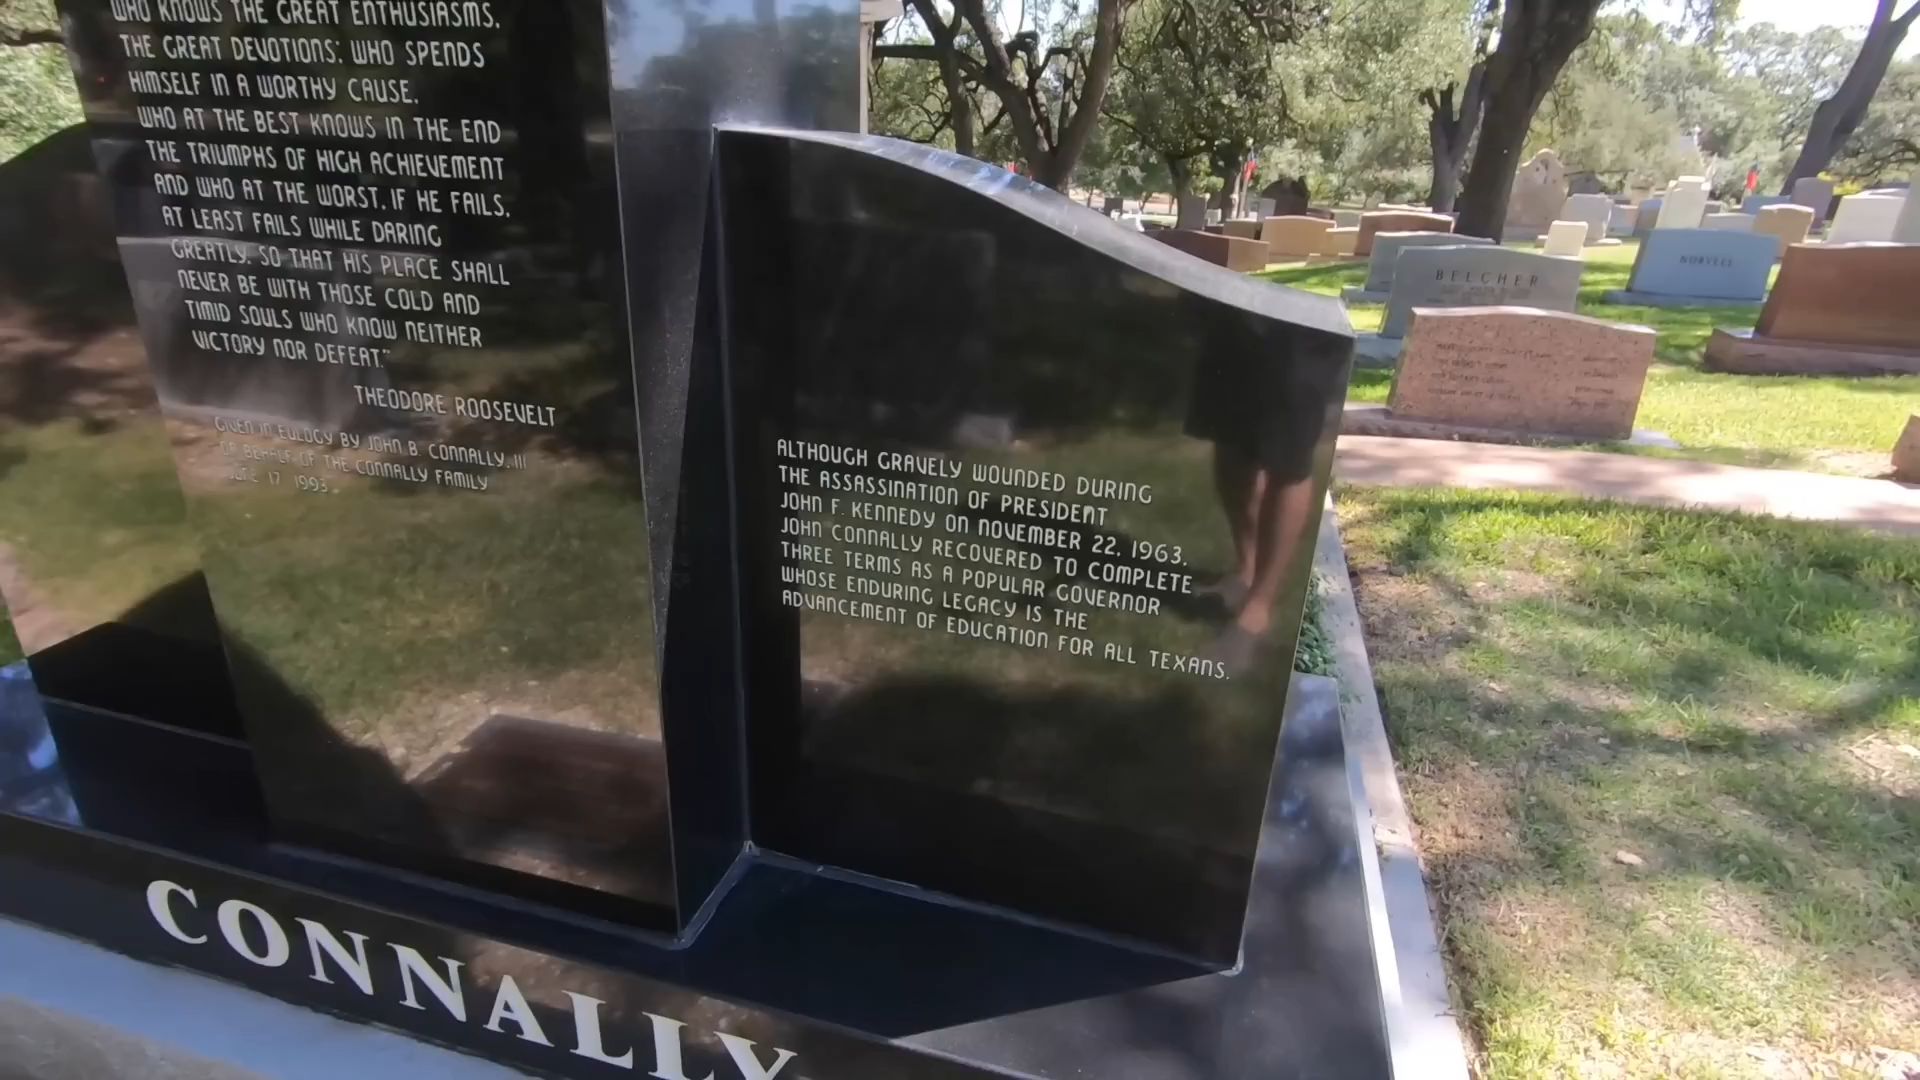 WHO KNOWS THE GREAT ENTHUSIASMS,
THE GREAT DEVOTIONS: WHO SPENDS
HIMSELF IN A WORTHY CAUSE,
WHO AT THE BEST KNOWS IN THE END
THE TRIUMPHS OF HIGH ACHIEVEMENT
AND WHO AT THE WORST, IF HE FAILS,
AT LEAST FAILS WHILE DARING
GREATLY, SO THAT HIS PLACE SHALL
NEVER BE WITH THOSE COLD AND
TIMID SOULS WHO KNOW NEITHER
VICTORY NOR DEFEAT."
THEODORE ROOSEVELT
GIVEN IN EULOGY BY JOHN B. CONNALLY, III
OF BEHALF OF THE CONNALLY FAMILY
JUNE 17 1993
ALTHOUGH GRAVELY WOUNDED DURING
THE ASSASSINATION OF PRESIDENT
JOHN F. KENNEDY ON NOVEMBER 22, 1963,
JOHN CONNALLY RECOVERED TO COMPLETE
THREE TERMS AS A POPULAR GOVERNOR
WHOSE ENDURING LEGACY IS THE
ADVANCEMENT OF EDUCATION FOR ALL TEXANS.
CONNALLY
BELCHER
NORVELL